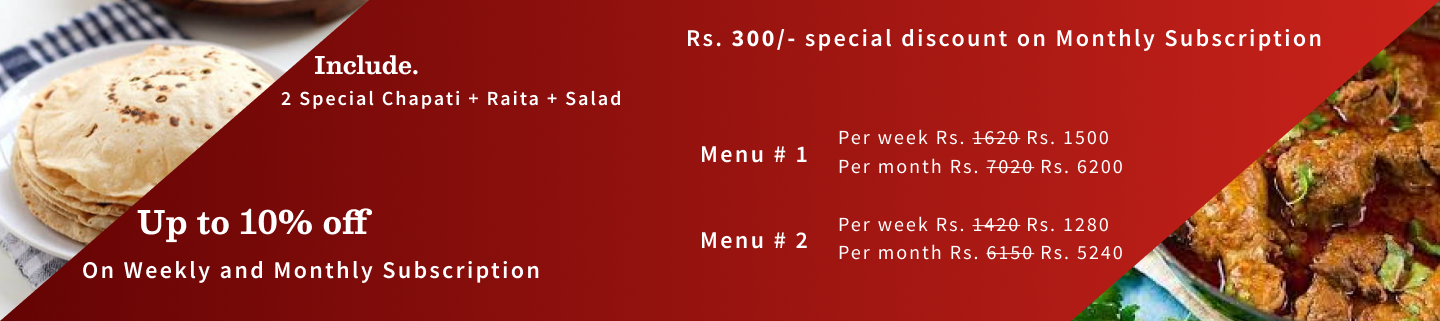 Include.
2 Special Chapati + Raita + Salad
Up to 10% off
On Weekly and Monthly Subscription
Rs. 300/- special discount on Monthly Subscription
Menu # 1
Per week Rs. 1620 Rs. 1500
Per month Rs. 7020 Rs. 6200
Menu # 2
Per week Rs. 1420 Rs. 1280
Per month Rs. 6150 Rs. 5240